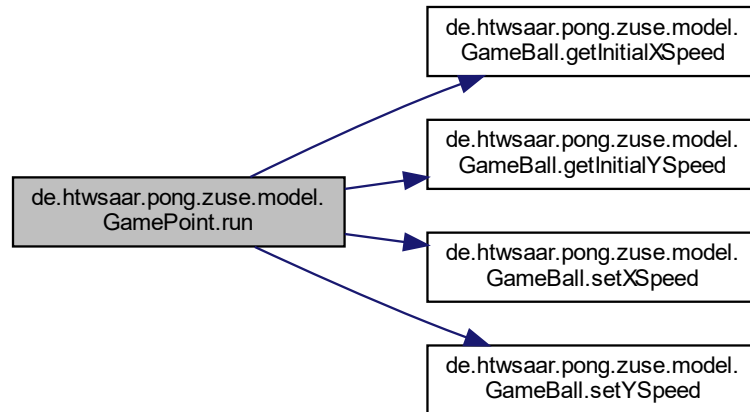 de.htwsaar.pong.zuse.model.
GameBall.getInitialXSpeed
de.htwsaar.pong.zuse.model.
GameBall.getInitialYSpeed
de.htwsaar.pong.zuse.model.
GamePoint.run
de.htwsaar.pong.zuse.model.
GameBall.setXSpeed
de.htwsaar.pong.zuse.model.
GameBall.setYSpeed